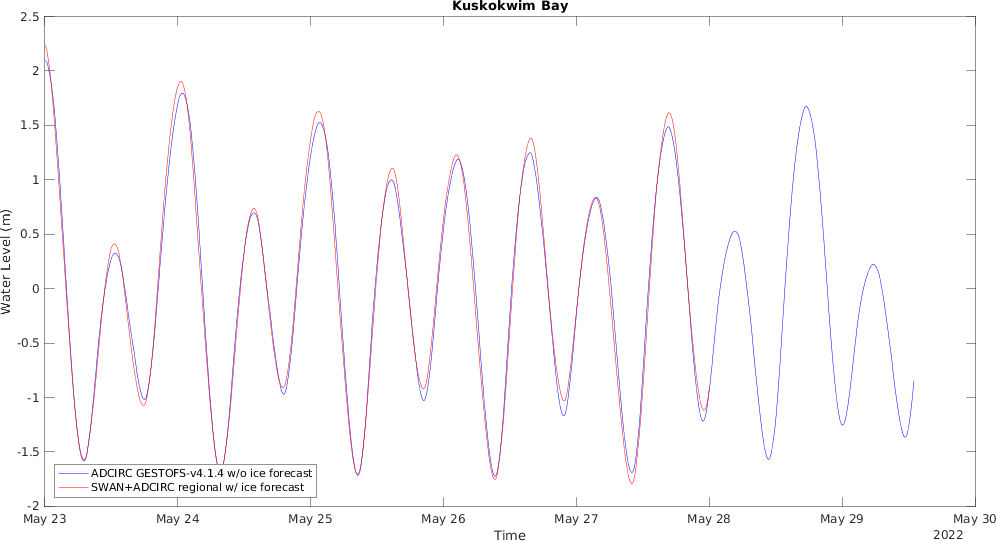 Kuskokwim Bay
2.5
2
1.5
1
0.5
0
-0.5
-1
-1.5
-2
Water Level (m)
ADCIRC GESTOFS-v4.1.4 w/o ice forecast
SWAN+ADCIRC regional w/ ice forecast
May 23 May 24 May 25 May 26 May 27 May 28 May 29 May 30
Time
2022